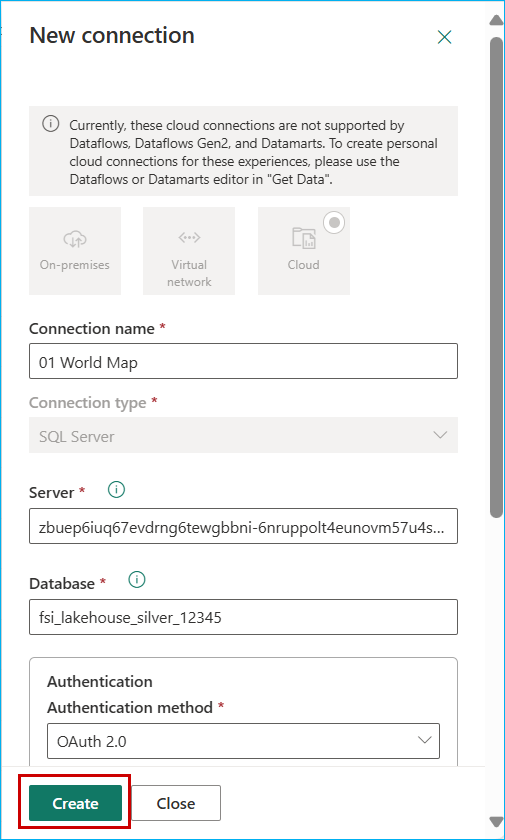 New connection
Currently, these cloud connections are not supported by
Dataflows, Dataflows Gen2, and Datamarts. To create personal
cloud connections for these experiences, please use the
Dataflows or Datamarts editor in "Get Data".
On-premises
Virtual
network
Cloud
Connection name *
01 World Map
Connection type *
SQL Server
Server *
zbuep6iuq67evdrng6tewgbbni-6nruppolt4eunovm57u4s...
Database *
fsi_lakehouse_silver_12345
Authentication
Authentication method *
OAuth 2.0
Create
Close